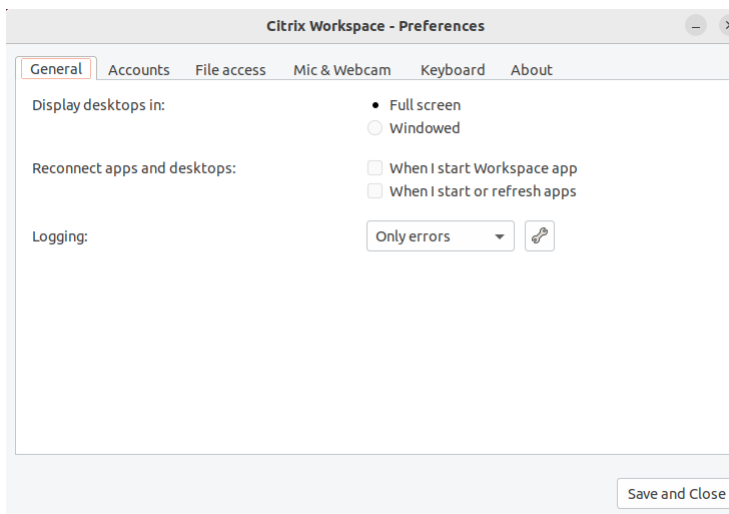 Citrix Workspace - Preferences
General Accounts File access Mic & Webcam Keyboard About
Display desktops in: Full screen
Windowed
Reconnect apps and desktops: When I start Workspace app
When I start or refresh apps
Logging: Only errors
Save and Close